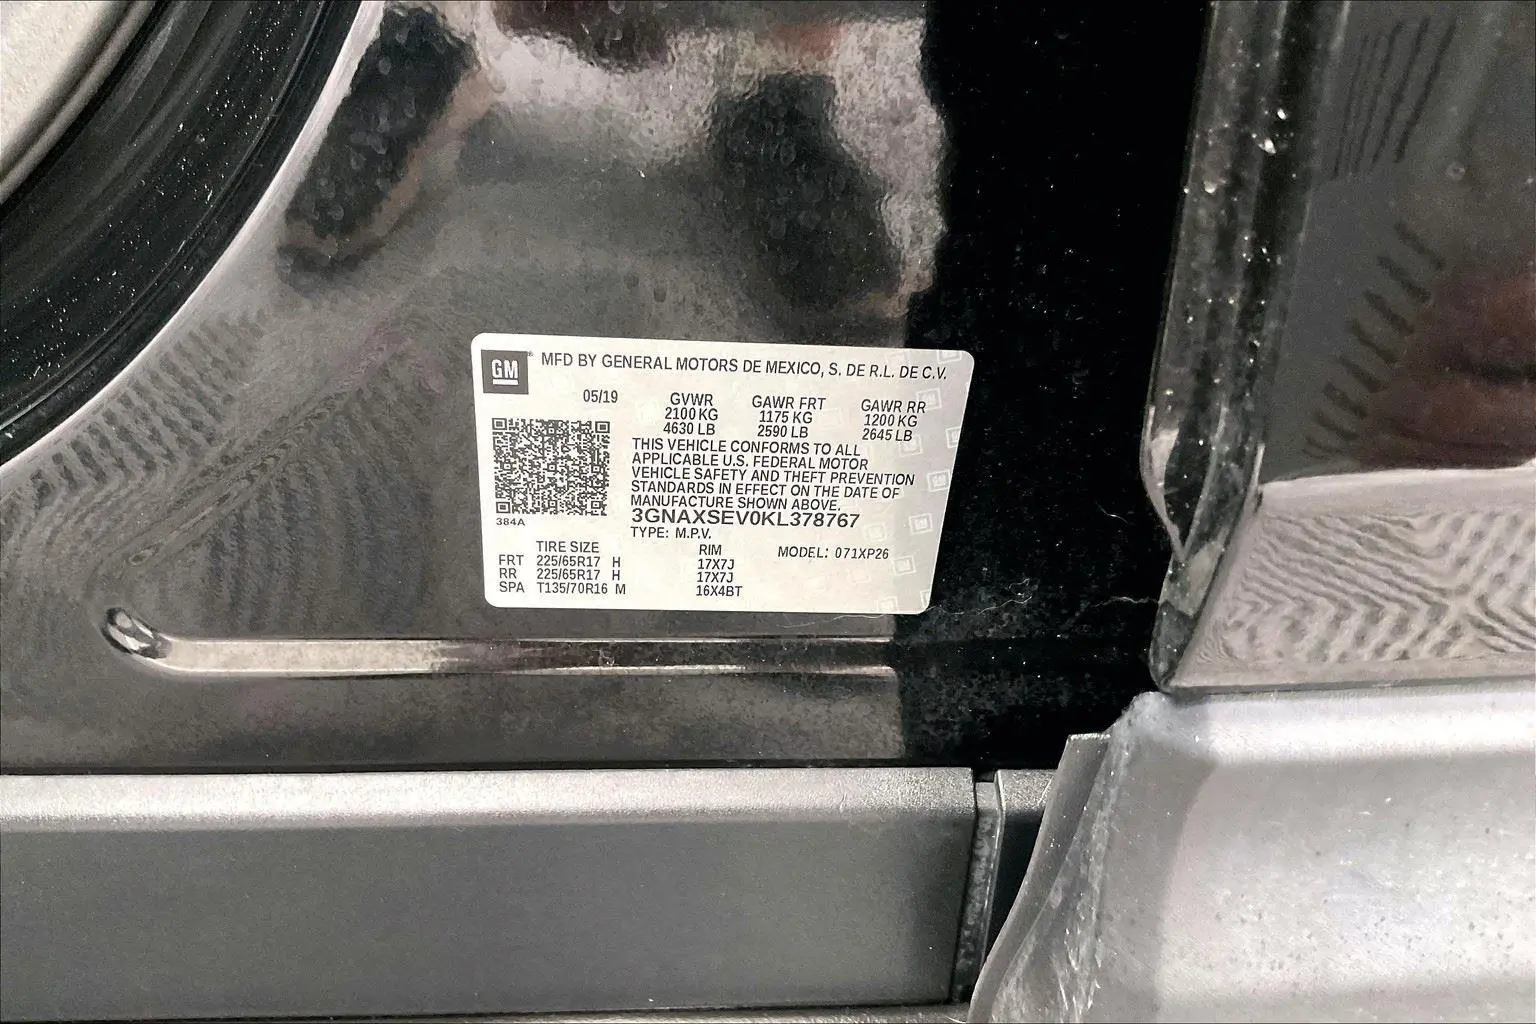 GM MFD BY GENERAL MOTORS DE MEXICO, S. DE R.L. DE C.V.
05/19 GVWR GAWR FRT GAWR RR
2100 KG 1175 KG 1200 KG
4630 LB 2590 LB 2645 LB
THIS VEHICLE CONFORMS TO ALL
APPLICABLE U.S. FEDERAL MOTOR
VEHICLE SAFETY AND THEFT PREVENTION
STANDARDS IN EFFECT ON THE DATE OF
MANUFACTURE SHOWN ABOVE.
384A
3GNAXSEV0KL378767
TYPE: M.P.V.
TIRE SIZE RIM MODEL: 071XP26
FRT 225/65R17 H 17X7J
RR 225/65R17 H 17X7J
SPA T135/70R16 M 16X4BT